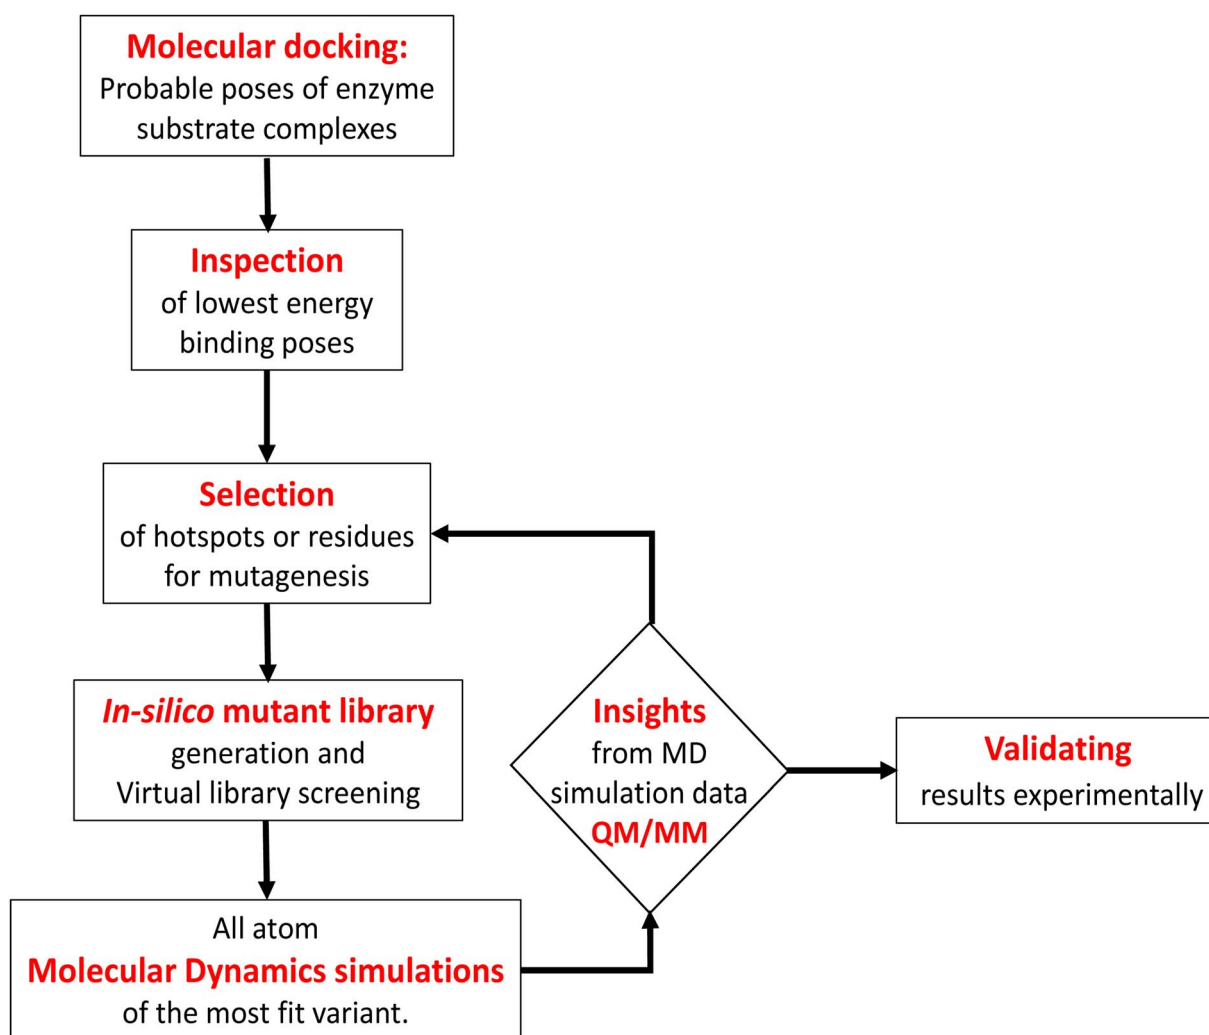 Molecular docking:
Probable poses of enzyme
substrate complexes
Inspection
of lowest energy
binding poses
Selection
of hotspots or residues
for mutagenesis
In-silico mutant library
generation and
Virtual library screening
All atom
Molecular Dynamics simulations
of the most fit variant.
Insights
from MD
simulation data
QM/MM
Validating
results experimentally